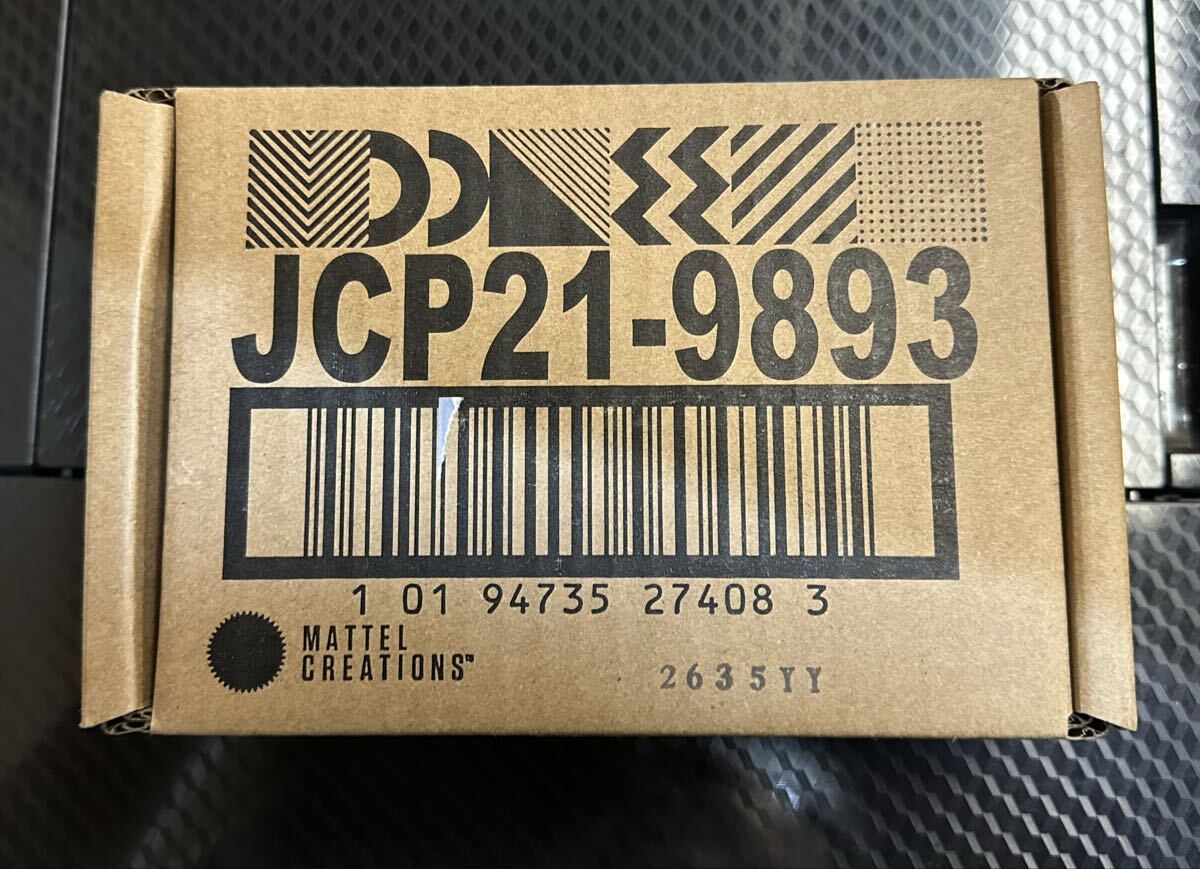 JCP21-9893
1 01 94735 27408 3
MATTEL
CREATIONS™
2635YY